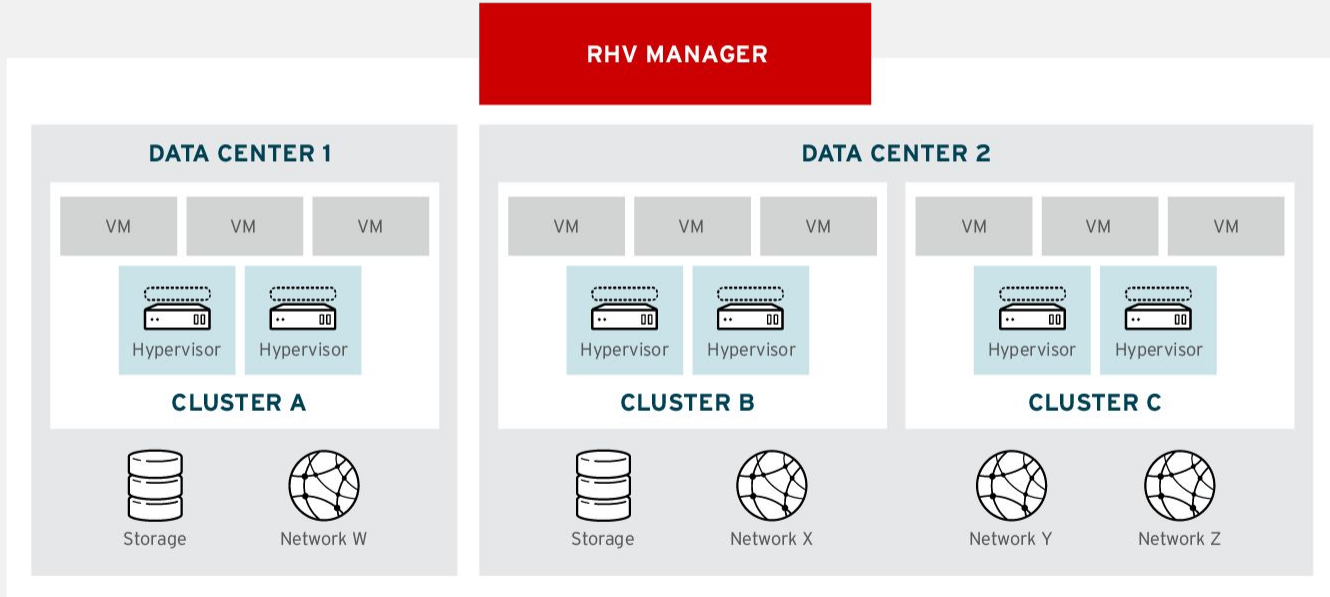 RHV MANAGER
DATA CENTER 1
VM VM VM
Hypervisor Hypervisor
CLUSTER A
Storage Network W
DATA CENTER 2
VM VM VM
Hypervisor Hypervisor
CLUSTER B
VM VM VM
Hypervisor Hypervisor
CLUSTER C
Storage Network X Network Y Network Z